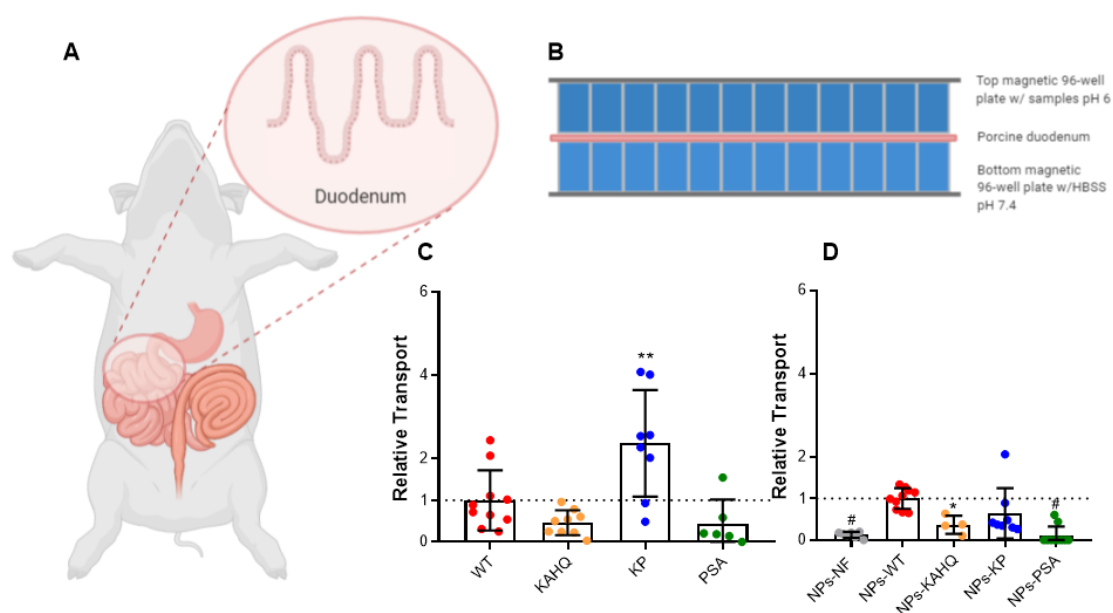 A
Duodenum
B
Top magnetic 96-well
plate w/ samples pH 6
Porcine duodenum
Bottom magnetic
96-well plate w/HBSS
pH 7.4
C
Relative Transport
6
4
2
1
0
**
WT
KAHQ
KP
PSA
D
Relative Transport
6
4
2
1
0
#
*
#
NPs-NF
NPs-WT
NPs-KAHQ
NPs-KP
NPs-PSA